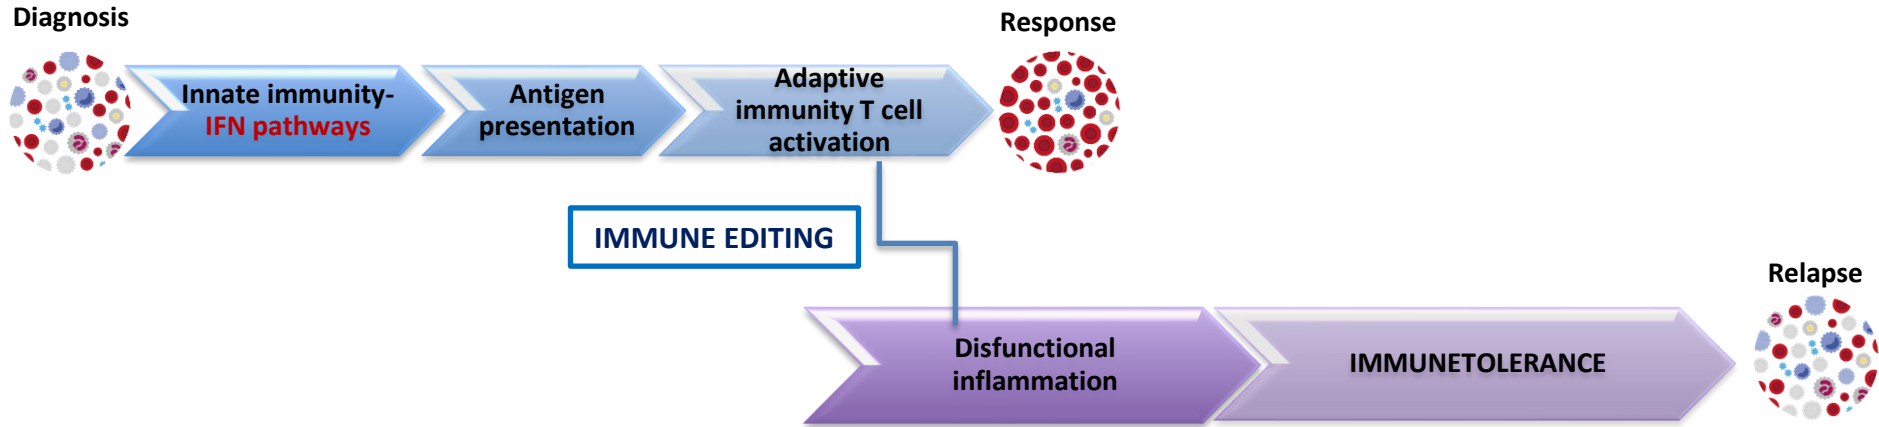 Diagnosis
Response
Innate immunity-
IFN pathways
Antigen
presentation
Adaptive
immunity T cell
activation
IMMUNE EDITING
Relapse
Disfunctional
inflammation
IMMUNETOLERANCE